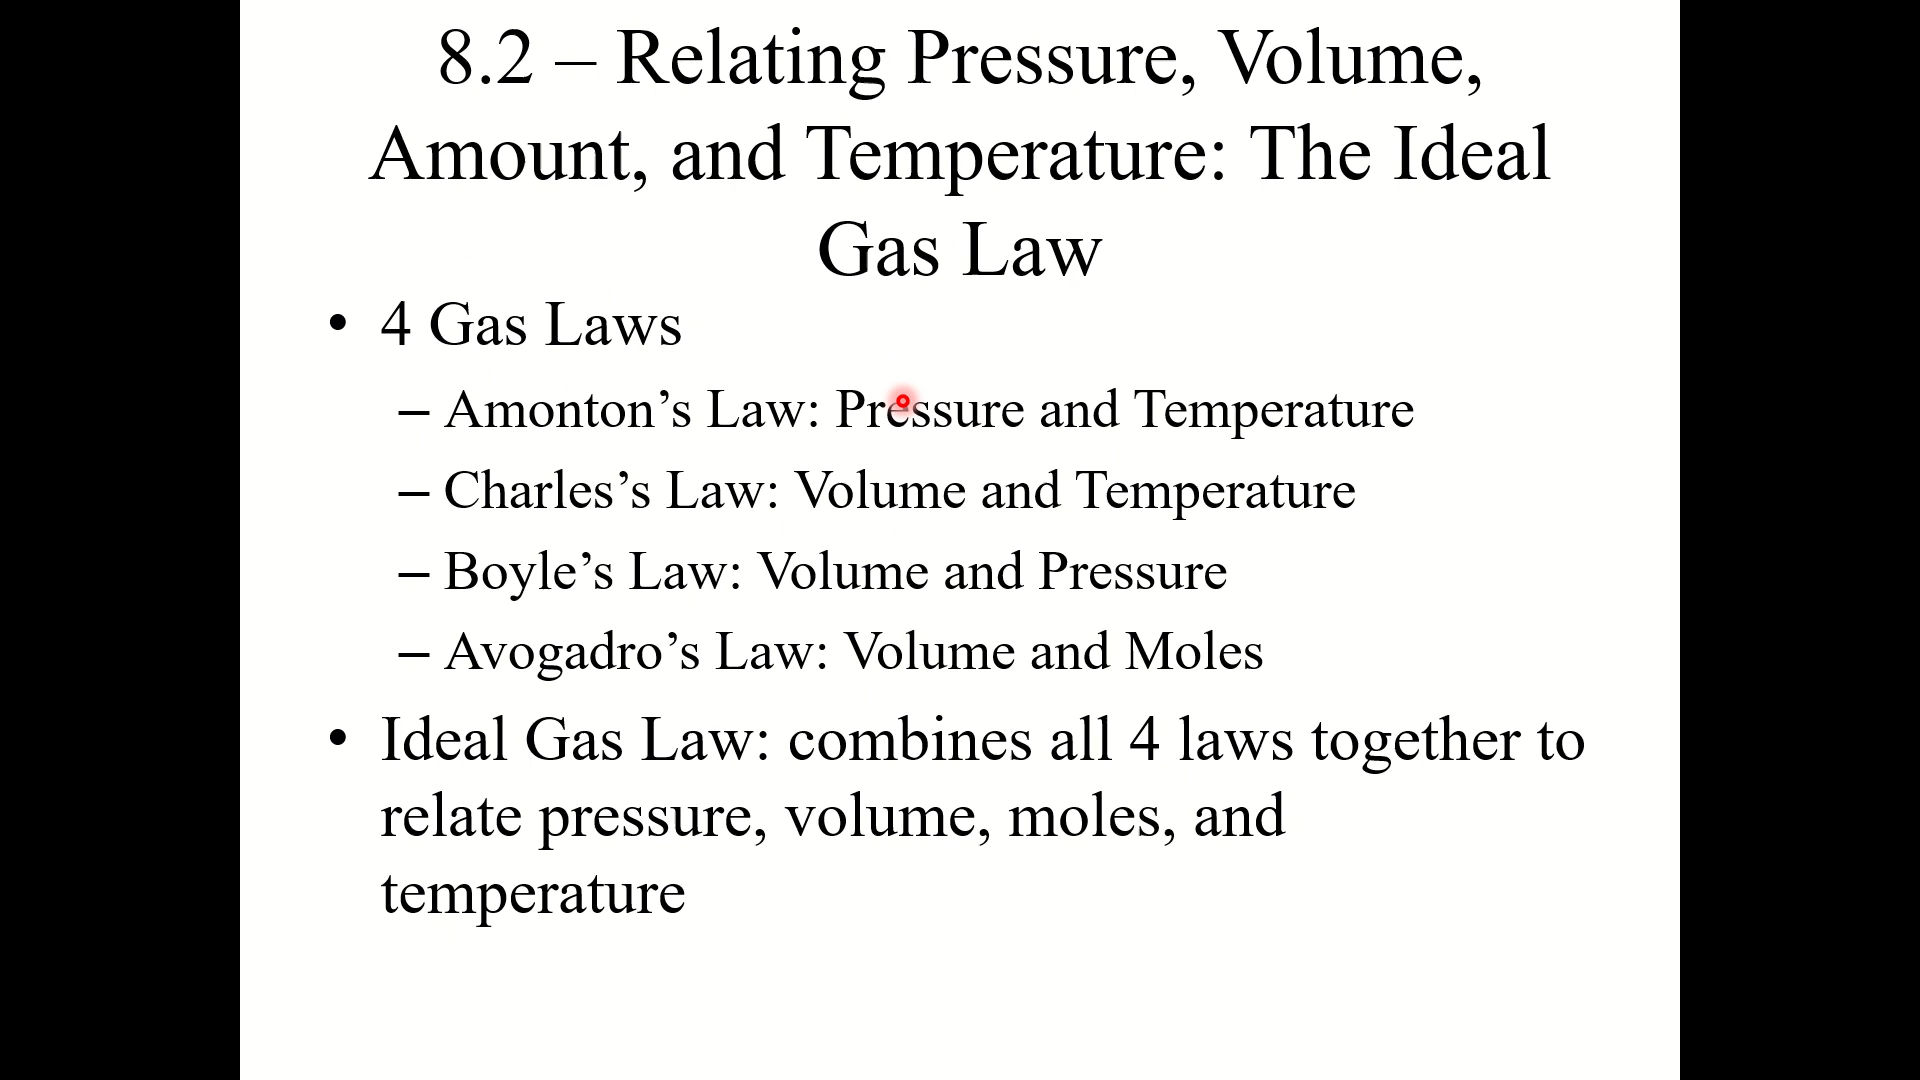 8.2 – Relating Pressure, Volume,
Amount, and Temperature: The Ideal
Gas Law
• 4 Gas Laws
– Amonton’s Law: Pressure and Temperature
– Charles’s Law: Volume and Temperature
– Boyle’s Law: Volume and Pressure
– Avogadro’s Law: Volume and Moles
• Ideal Gas Law: combines all 4 laws together to
relate pressure, volume, moles, and
temperature